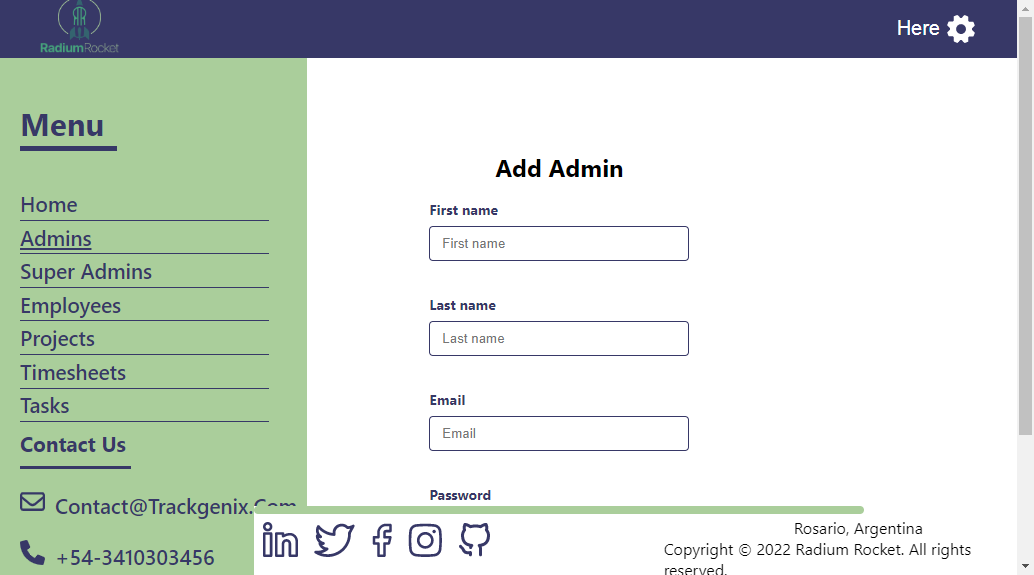 RadiumRocket
Here
Menu
Home
Admins
Super Admins
Employees
Projects
Timesheets
Tasks
Contact Us
Contact@Trackgenix.Com
+54-3410303456
Add Admin
First name
First name
Last name
Last name
Email
Email
Password
Rosario, Argentina
Copyright © 2022 Radium Rocket. All rights
reserved.